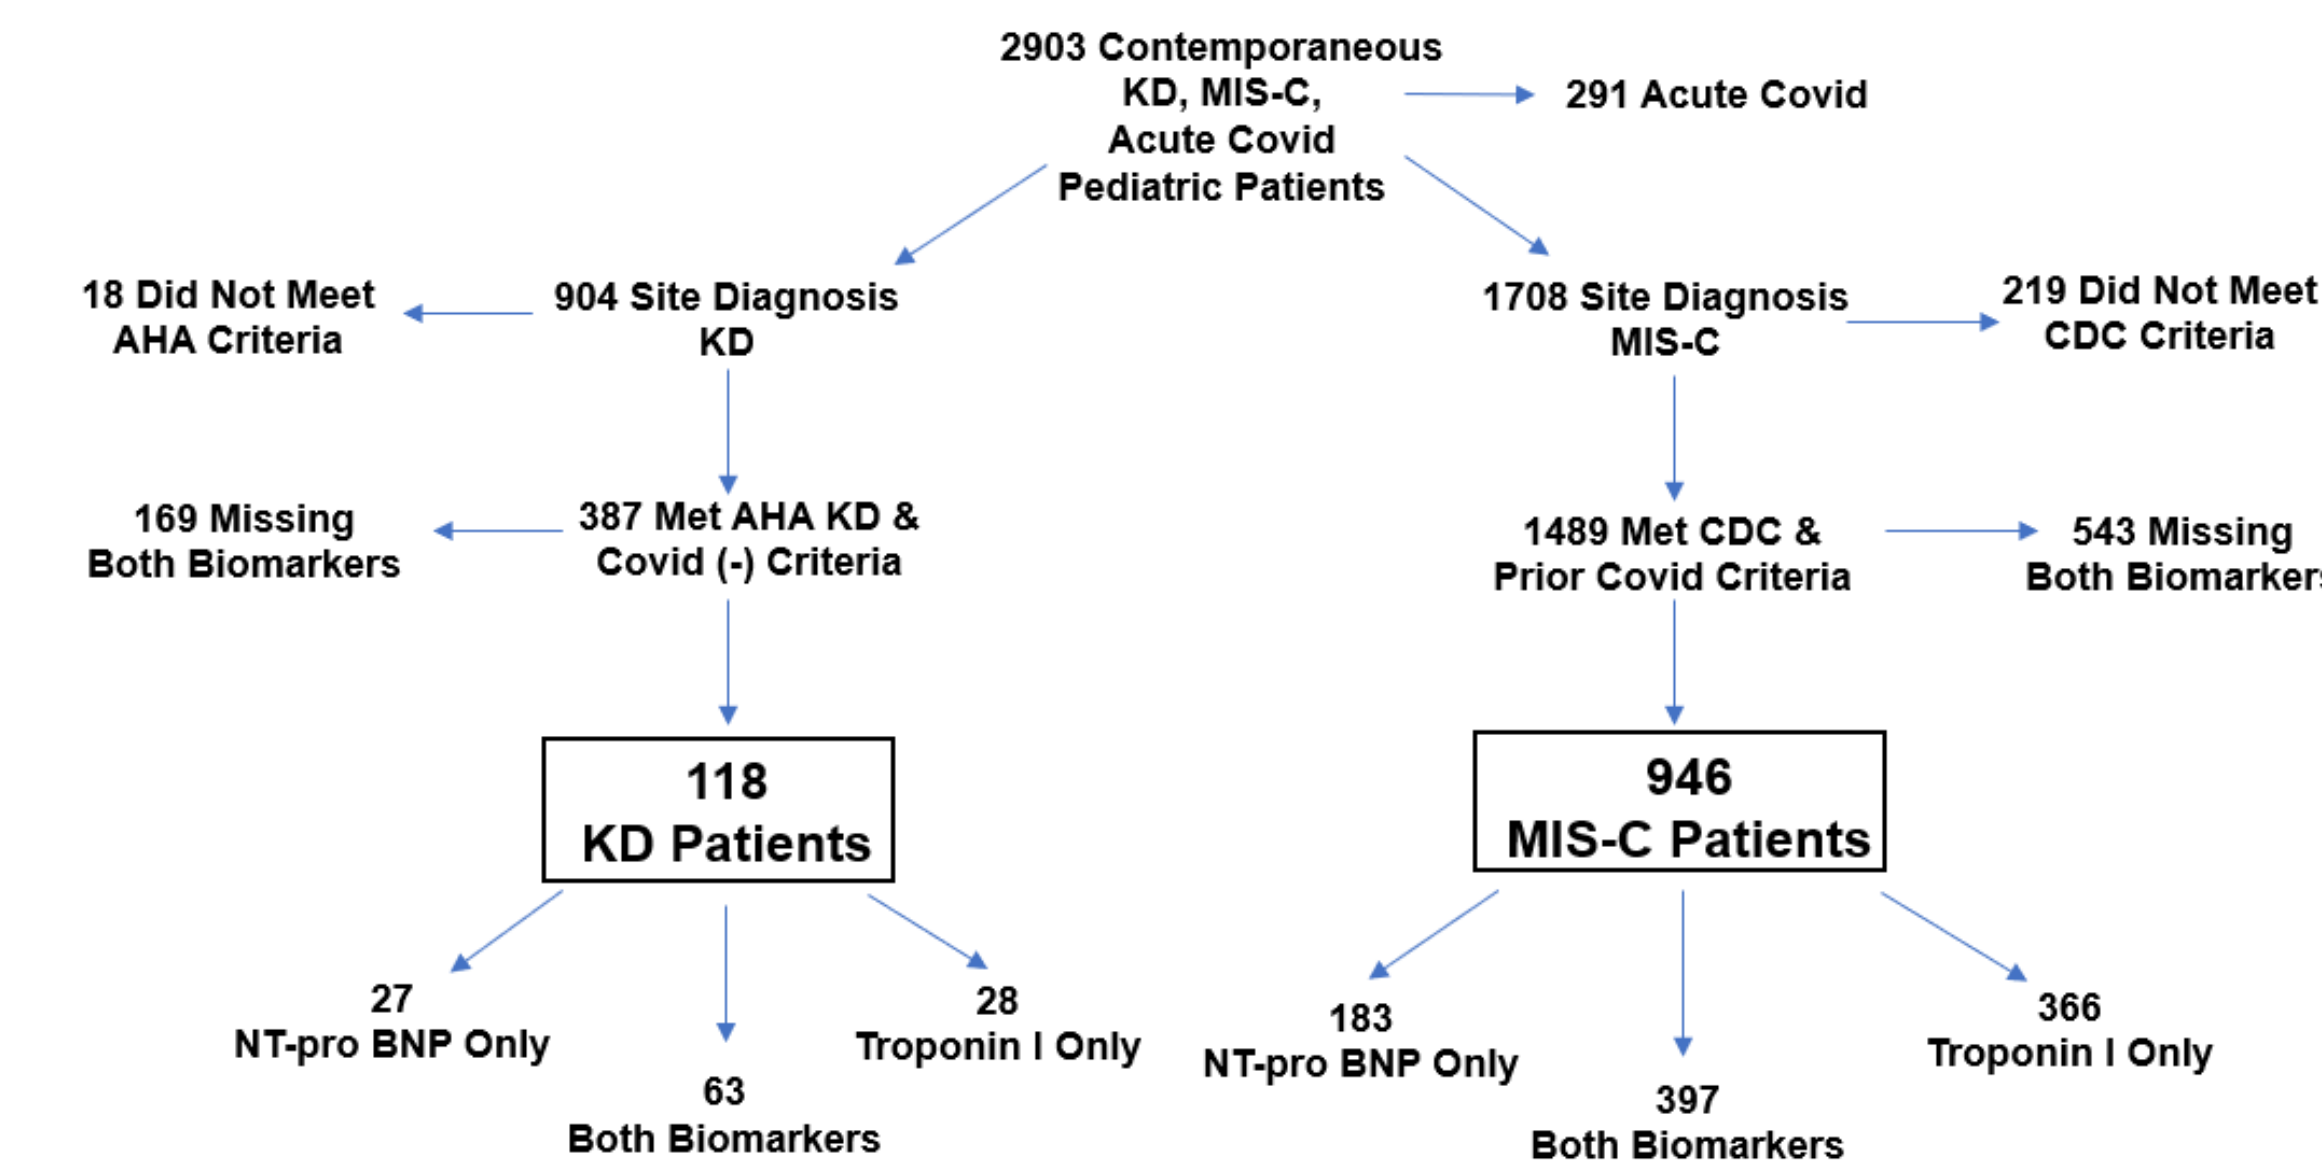 2903 Contemporaneous
KD, MIS-C,
Acute Covid
Pediatric Patients
291 Acute Covid
18 Did Not Meet
AHA Criteria
904 Site Diagnosis
KD
1708 Site Diagnosis
MIS-C
219 Did Not Meet
CDC Criteria
169 Missing
Both Biomarkers
387 Met AHA KD &
Covid (-) Criteria
1489 Met CDC &
Prior Covid Criteria
543 Missing
Both Biomarkers
118
KD Patients
946
MIS-C Patients
27
NT-pro BNP Only
63
Both Biomarkers
28
Troponin I Only
183
NT-pro BNP Only
397
Both Biomarkers
366
Troponin I Only